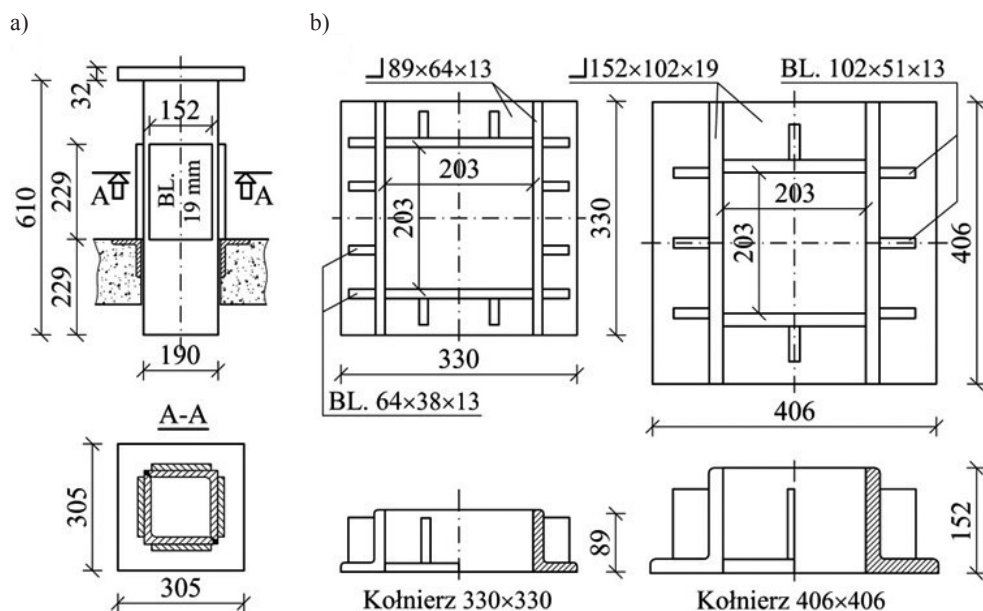 a)
b)
32
610
229
229
152
BL.
19 mm
A
A
190
A-A
305
305
89×64×13
203
203
330
330
BL. 64×38×13
Kołnierz 330×330
89
152×102×19
BL. 102×51×13
203
203
406
406
Kołnierz 406×406
152